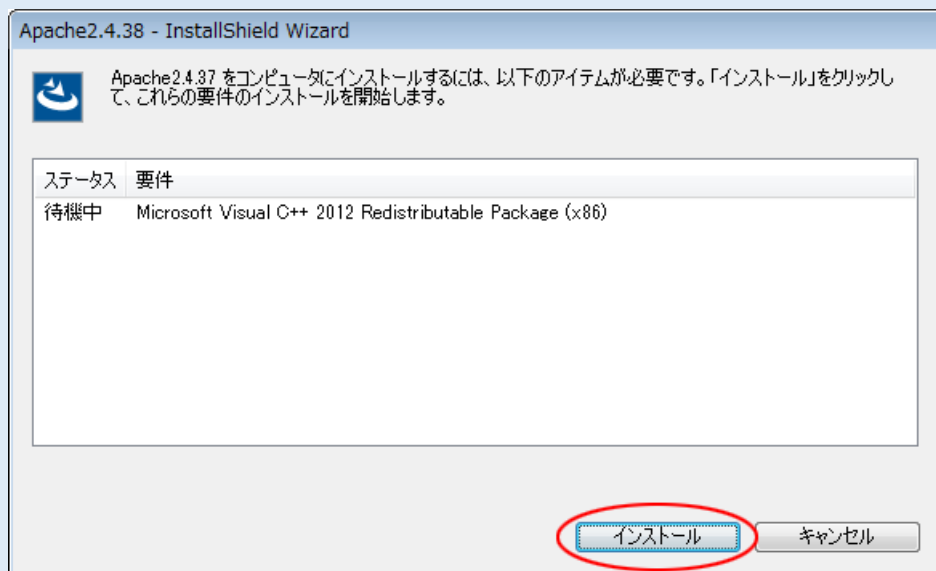 Apache2.4.38 - InstallShield Wizard
Apache2.4.37 をコンピュータにインストールするには、以下のアイテムが必要です。「インストール」をクリックし
て、これらの要件のインストールを開始します。
ステータス 要件
待機中 Microsoft Visual C++ 2012 Redistributable Package (x86)
インストール キャンセル